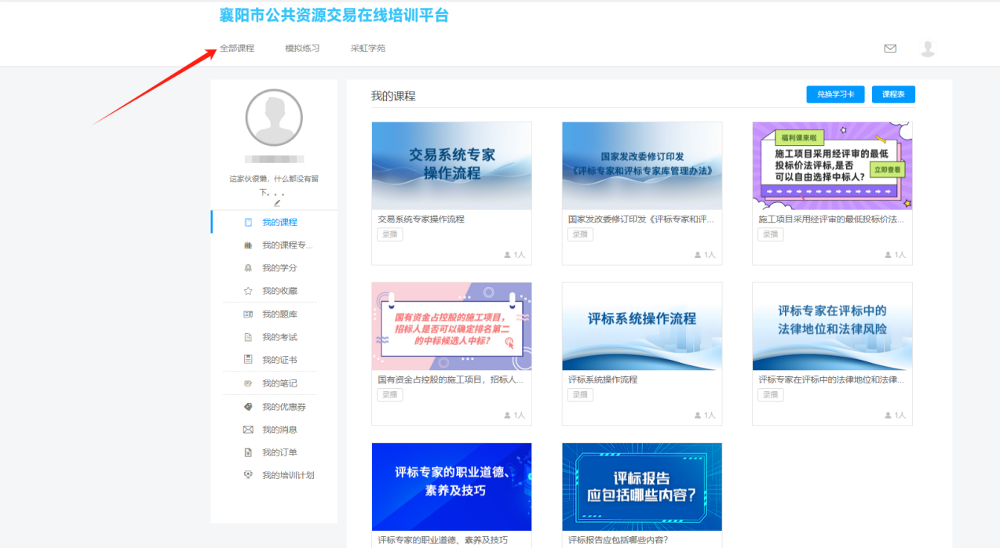 襄阳市公共资源交易在线培训平台
全部课程
模拟练习
采虹学苑
这家伙很懒，什么都没有留
下。。。
我的课程
我的课程专...
我的学分
我的收藏
我的题库
我的考试
我的证书
我的笔记
我的优惠券
我的消息
我的订单
我的培训计划
我的课程
兑换学习卡
课程表
交易系统专家
操作流程
交易系统专家操作流程
录播
1人
国家发改委修订印发
《评标专家和评标专家库管理办法》
国家发改委修订印发《评标专家和评...
录播
1人
福利课来啦
施工项目采用经评审的最低
投标价法评标,是否
可以自由选择中标人？
立即查看
施工项目采用经评审的最低投标价法...
录播
1人
国有资金占控股的施工项目，
招标人是否可以确定排名第二
的中标候选人中标？
国有资金占控股的施工项目，招标人...
录播
1人
评标系统操作流程
评标系统操作流程
录播
1人
评标专家在评标中的
法律地位和法律风险
评标专家在评标中的法律地位和法律...
录播
1人
评标专家的职业道德、
素养及技巧
评标专家的职业道德、素养及技巧
评标报告
应包括哪些内容？
评标报告应包括哪些内容？